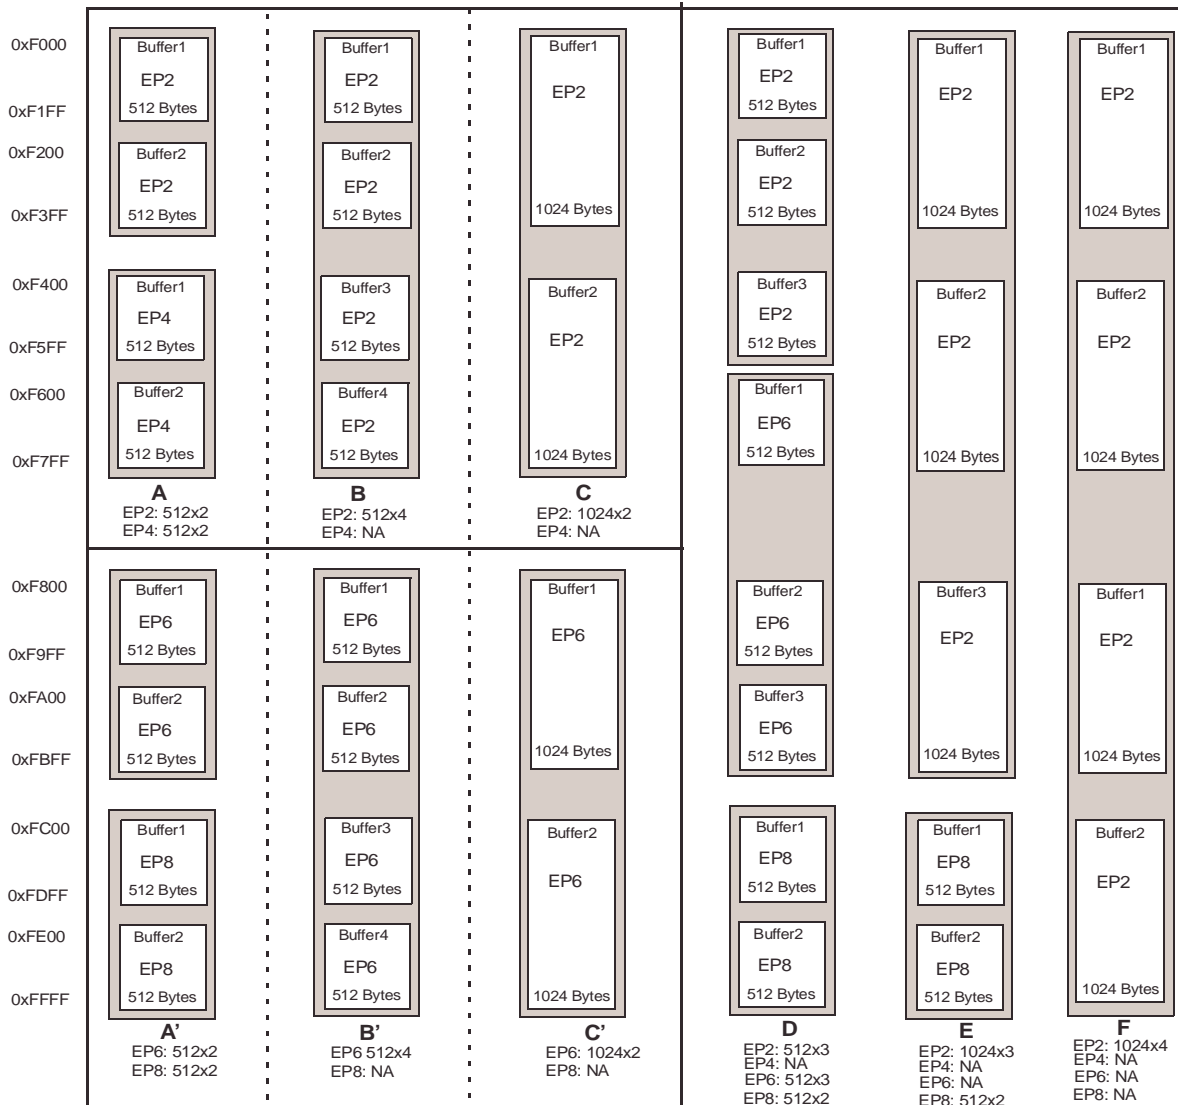 0xF000
0xF1FF
0xF200
0xF3FF
0xF400
0xF5FF
0xF600
0xF7FF
0xF800
0xF9FF
0xFA00
0xFBFF
0xFC00
0xFDFF
0xFE00
0xFFFF
Buffer1
EP2
512 Bytes
Buffer2
EP2
512 Bytes
Buffer1
EP4
512 Bytes
Buffer2
EP4
512 Bytes
A
EP2: 512x2
EP4: 512x2
Buffer1
EP2
512 Bytes
Buffer2
EP2
512 Bytes
Buffer3
EP2
512 Bytes
Buffer4
EP2
512 Bytes
B
EP2: 512x4
EP4: NA
Buffer1
EP2
1024 Bytes
Buffer2
EP2
1024 Bytes
C
EP2: 1024x2
EP4: NA
Buffer1
EP6
512 Bytes
Buffer2
EP6
512 Bytes
Buffer1
EP8
512 Bytes
Buffer2
EP8
512 Bytes
A’
EP6: 512x2
EP8: 512x2
Buffer1
EP6
512 Bytes
Buffer2
EP6
512 Bytes
Buffer3
EP6
512 Bytes
Buffer4
EP6
512 Bytes
B’
EP6 512x4
EP8: NA
Buffer1
EP6
1024 Bytes
Buffer2
EP6
1024 Bytes
C’
EP6: 1024x2
EP8: NA
Buffer1
EP2
512 Bytes
Buffer2
EP2
512 Bytes
Buffer3
EP2
512 Bytes
Buffer1
EP6
512 Bytes
Buffer2
EP6
512 Bytes
Buffer3
EP6
512 Bytes
Buffer1
EP8
512 Bytes
Buffer2
EP8
512 Bytes
D
EP2: 512x3
EP4: NA
EP6: 512x3
EP8: 512x2
Buffer1
EP2
1024 Bytes
Buffer2
EP2
1024 Bytes
Buffer3
EP2
1024 Bytes
Buffer1
EP8
512 Bytes
Buffer2
EP8
512 Bytes
E
EP2: 1024x3
EP4: NA
EP6: NA
EP8: 512x2
Buffer1
EP2
1024 Bytes
Buffer2
EP2
1024 Bytes
Buffer1
EP2
1024 Bytes
Buffer2
EP2
1024 Bytes
F
EP2: 1024x4
EP4: NA
EP6: NA
EP8: NA